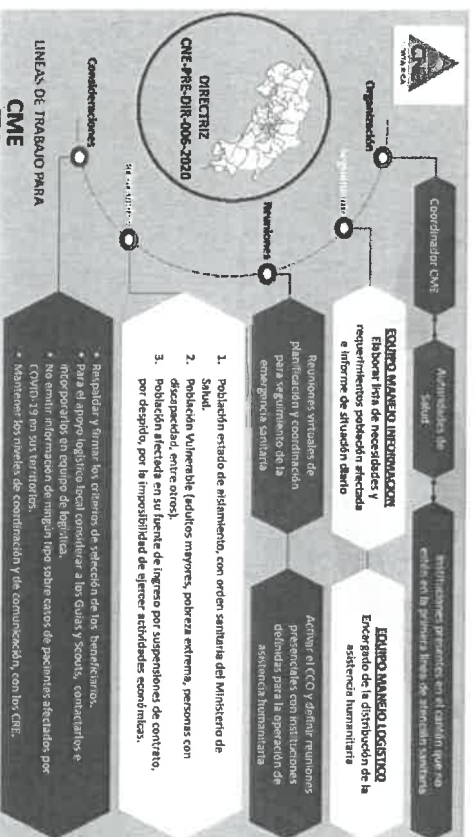 CNE
COSTA RICA
Organización
Coordinador CME
Autoridades de
Salud
Instituciones presentes en el cantón que no
estén en la primera línea de atención sanitaria
EQUIPO MANEJO INFORMACION
Elaborar lista de necesidades y
requerimientos población afectada
e informe de situación diario
EQUIPO MANEJO LOGISTICO
Encargado de la distribución de la
asistencia humanitaria
Reuniones
Reuniones virtuales de
planificación y coordinación
para seguimiento de la
emergencia sanitaria
Activar el CCO y definir reuniones
presenciales con instituciones
definidas para la operación de
asistencia humanitaria
DIRECTRIZ
CNE-PRE-DIR-006-2020
1. Población estado de aislamiento, con orden sanitaria del Ministerio de
Salud.
2. Población Vulnerable (adultos mayores, pobreza extrema, personas con
discapacidad, entre otros).
3. Población afectada en su fuente de ingreso por suspensiones de contrato,
por despido, por la imposibilidad de ejercer actividades económicas.
Consideraciones
• Respaldar y firmar los criterios de selección de los beneficiarios.
• Para el apoyo logístico local considerar a los Guías y Scouts, contactarlos e
incorporarlos en equipo de logística.
• No emitir información de ningún tipo sobre casos de pacientes afectados por
COVID-19 en sus territorios.
• Mantener los niveles de coordinación y de comunicación, con los CRE.
LINEAS DE TRABAJO PARA
CME